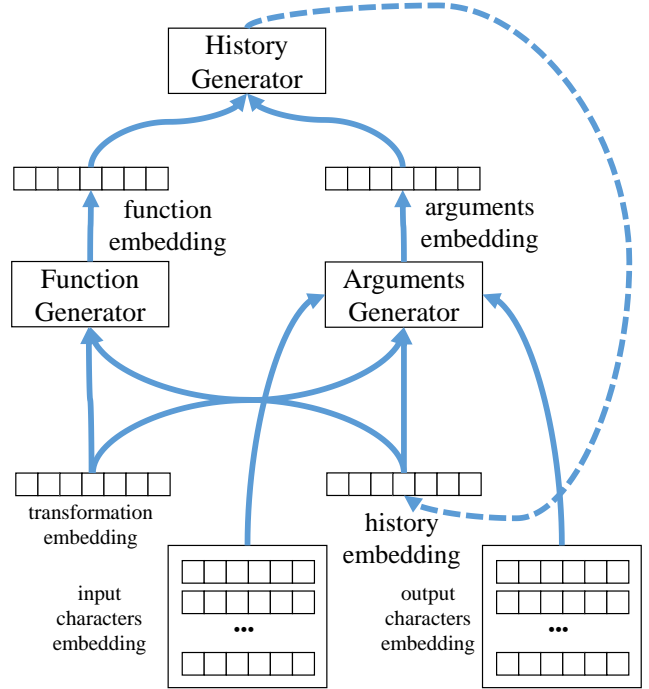 History
Generator
function
embedding
arguments
embedding
Function
Generator
Arguments
Generator
transformation
embedding
history
embedding
input
characters
embedding
...
output
characters
embedding
...